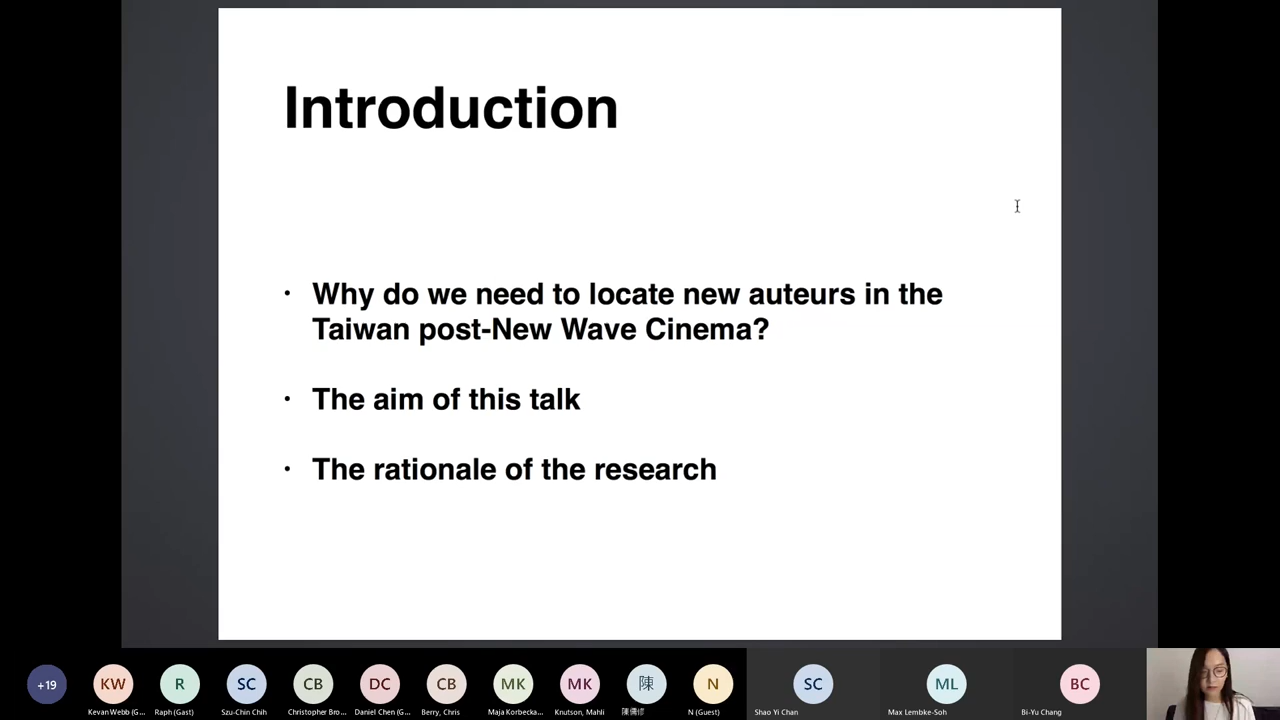 Introduction
• Why do we need to locate new auteurs in the
Taiwan post-New Wave Cinema?
• The aim of this talk
• The rationale of the research
+19
KW
R
SC
CB
DC
CB
MK
MK
陳
N
SC
ML
BC
Kevan Webb (G...
Raph (Gast)
Szu-Chin Chih
Christopher Bro...
Daniel Chen (G...
Berry, Chris
Maja Korbecka...
Knutson, Mahli
N (Guest)
Shao Yi Chan
Max Lembke-Soh
Bi-Yu Chang